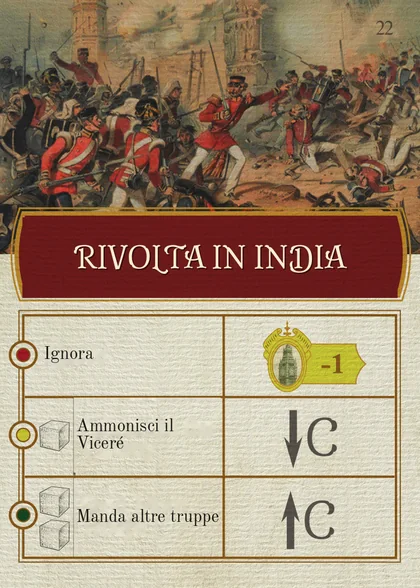 22
RIVOLTA IN INDIA
Ignora
-1
Ammonisci il
Viceré
C
Manda altre truppe
C